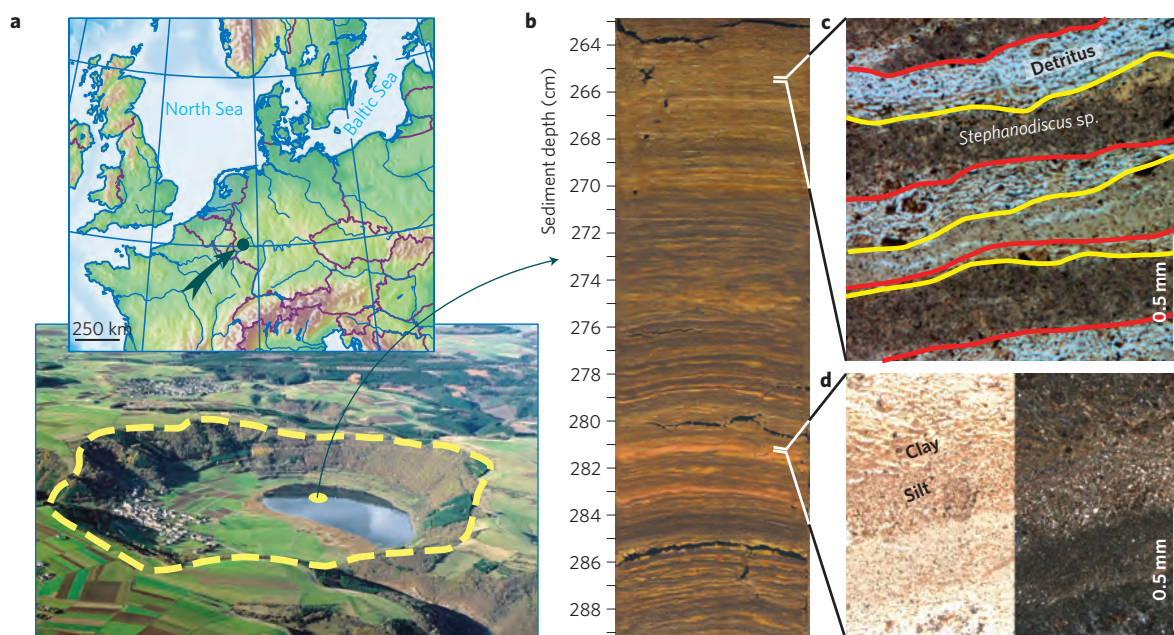 a
North Sea
Baltic Sea
250 km
b
Sediment depth (cm)
264
266
268
270
272
274
276
278
280
282
284
286
288
c
Detritus
Stephanodiscus sp.
0.5 mm
d
Clay
Silt
0.5 mm